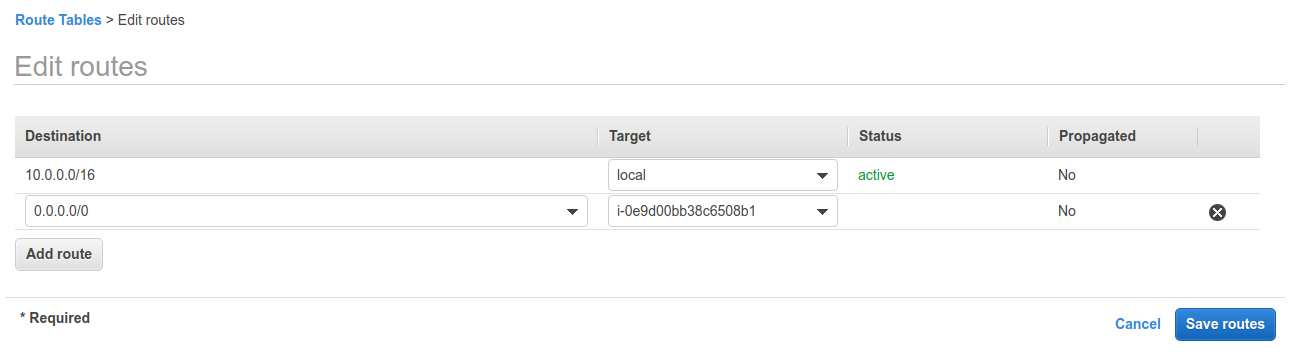 Route Tables > Edit routes
Edit routes
Destination Target Status Propagated
10.0.0.0/16 local active No
0.0.0.0/0 i-0e9d00bb38c6508b1 No
Add route
* Required
Cancel Save routes